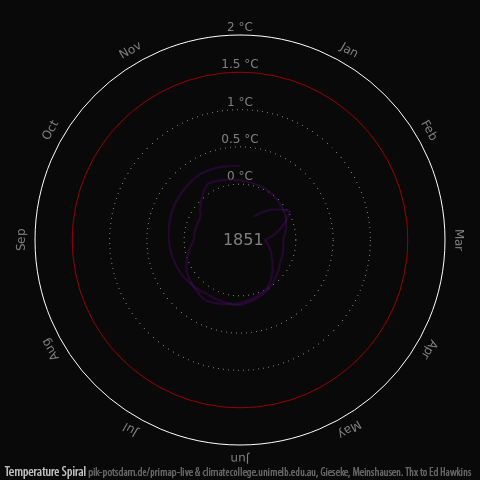 2 °C
Nov
Jan
1.5 °C
1 °C
Oct
Feb
0.5 °C
0 °C
Sep
1851
Mar
Aug
Apr
Jul
May
Jun
Temperature Spiral pik-potsdam.de/primap-live & climatecollege.unimelb.edu.au, Gieseke, Meinshausen. Thx to Ed Hawkins